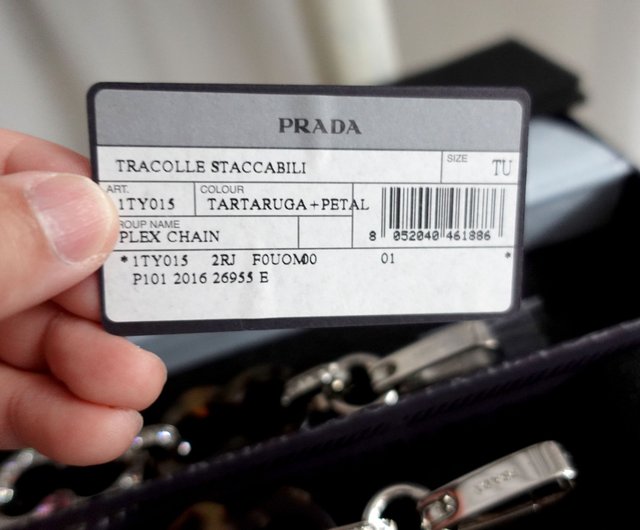 PRADA
TRACOLLE STACCABILI
SIZE TU
ART. COLOUR
1TY015 TARTARUGA+PETAL
ROUP NAME
PLEX CHAIN
8 052040 461886
*1TY015 2RJ F0UOM00 01 *
P101 2016 26955 E